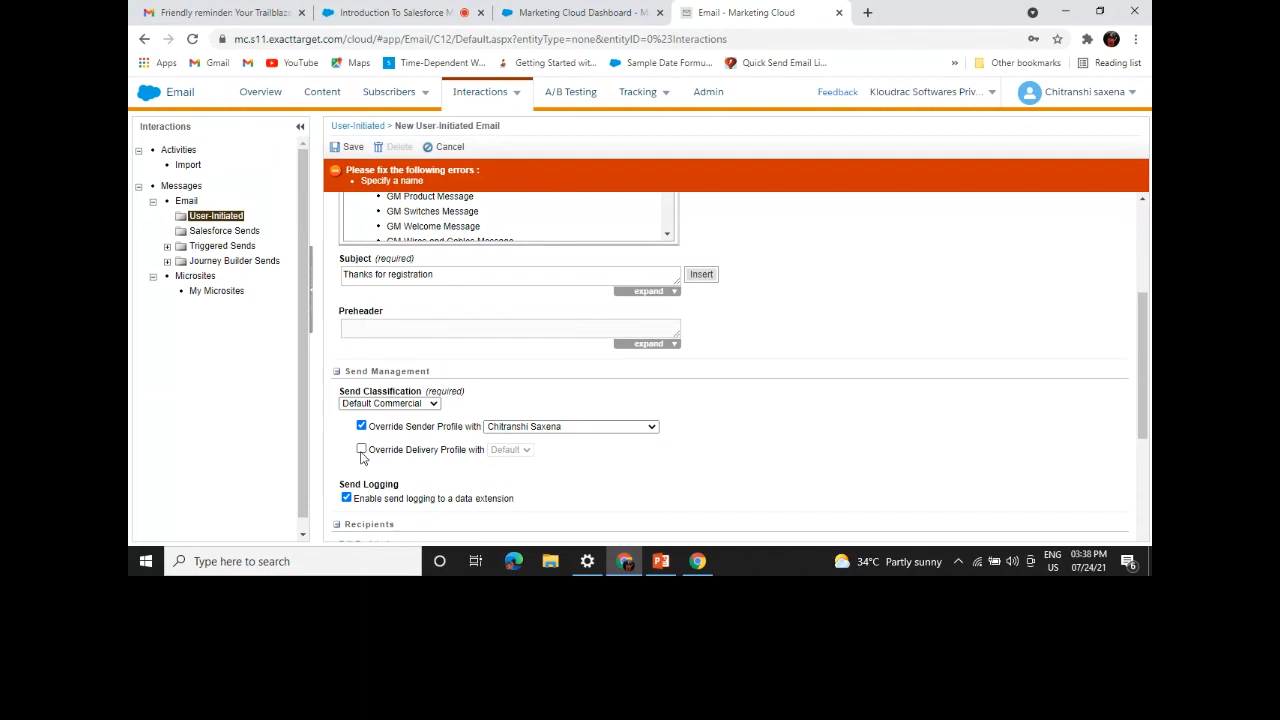 Friendly reminder: Your Trailblaze
Introduction To Salesforce M
Marketing Cloud Dashboard - M
Email - Marketing Cloud
mc.s11.exacttarget.com/cloud/#app/Email/C12/Default.aspx?entityType=none&entityID=0%23Interactions
Apps
Gmail
YouTube
Maps
Time-Dependent W...
Getting Started wit...
Sample Date Formu...
Quick Send Email Li...
»
Other bookmarks
Reading list
Email
Overview
Content
Subscribers
Interactions
A/B Testing
Tracking
Admin
Feedback
Kloudrac Softwares Priv...
Chitranshi saxena
Interactions
Activities
Import
Messages
Email
User-Initiated
Salesforce Sends
Triggered Sends
Journey Builder Sends
Microsites
My Microsites
User-Initiated > New User-Initiated Email
Save
Delete
Cancel
Please fix the following errors :
• Specify a name
• GM Product Message
• GM Switches Message
• GM Welcome Message
• GM Wires and Cables Message
Subject (required)
Thanks for registration
Insert
expand
Preheader
expand
Send Management
Send Classification (required)
Default Commercial
Override Sender Profile with Chitranshi Saxena
Override Delivery Profile with Default
Send Logging
Enable send logging to a data extension
Recipients
Type here to search
34°C Partly sunny
ENG
US
03:38 PM
07/24/21
6